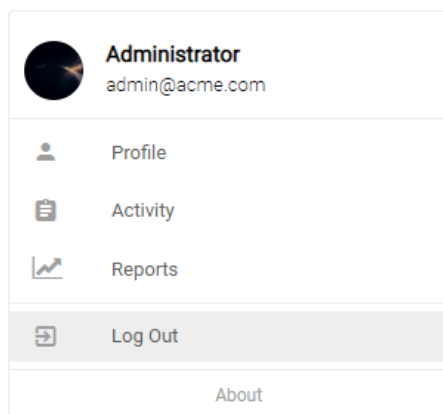 Administrator
admin@acme.com
Profile
Activity
Reports
Log Out
About